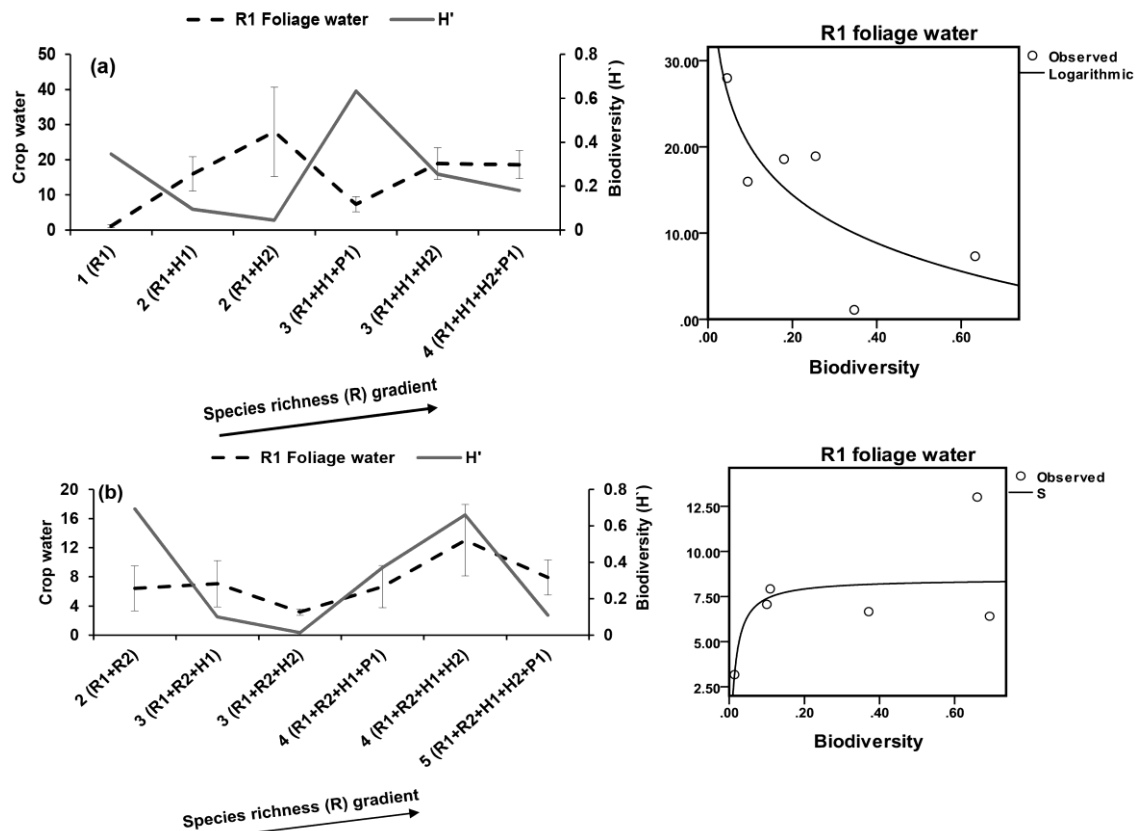 R1 Foliage water
H'
(a)
Crop water
50
40
30
20
10
0
0.8
0.6
0.4
0.2
0
Biodiversity (H`)
1 (R1)
2 (R1+H1)
2 (R1+H2)
3 (R1+H1+P1)
3 (R1+H1+H2)
4 (R1+H1+H2+P1)
Species richness (R) gradient
R1 foliage water
Observed
Logarithmic
30.00
20.00
10.00
.00
.00 .20 .40 .60
Biodiversity
R1 Foliage water
H'
(b)
Crop water
20
16
12
8
4
0
0.8
0.6
0.4
0.2
0
Biodiversity (H`)
2 (R1+R2)
3 (R1+R2+H1)
3 (R1+R2+H2)
4 (R1+R2+H1+P1)
4 (R1+R2+H1+H2)
5 (R1+R2+H1+H2+P1)
Species richness (R) gradient
R1 foliage water
Observed
S
12.50
10.00
7.50
5.00
2.50
.00 .20 .40 .60
Biodiversity